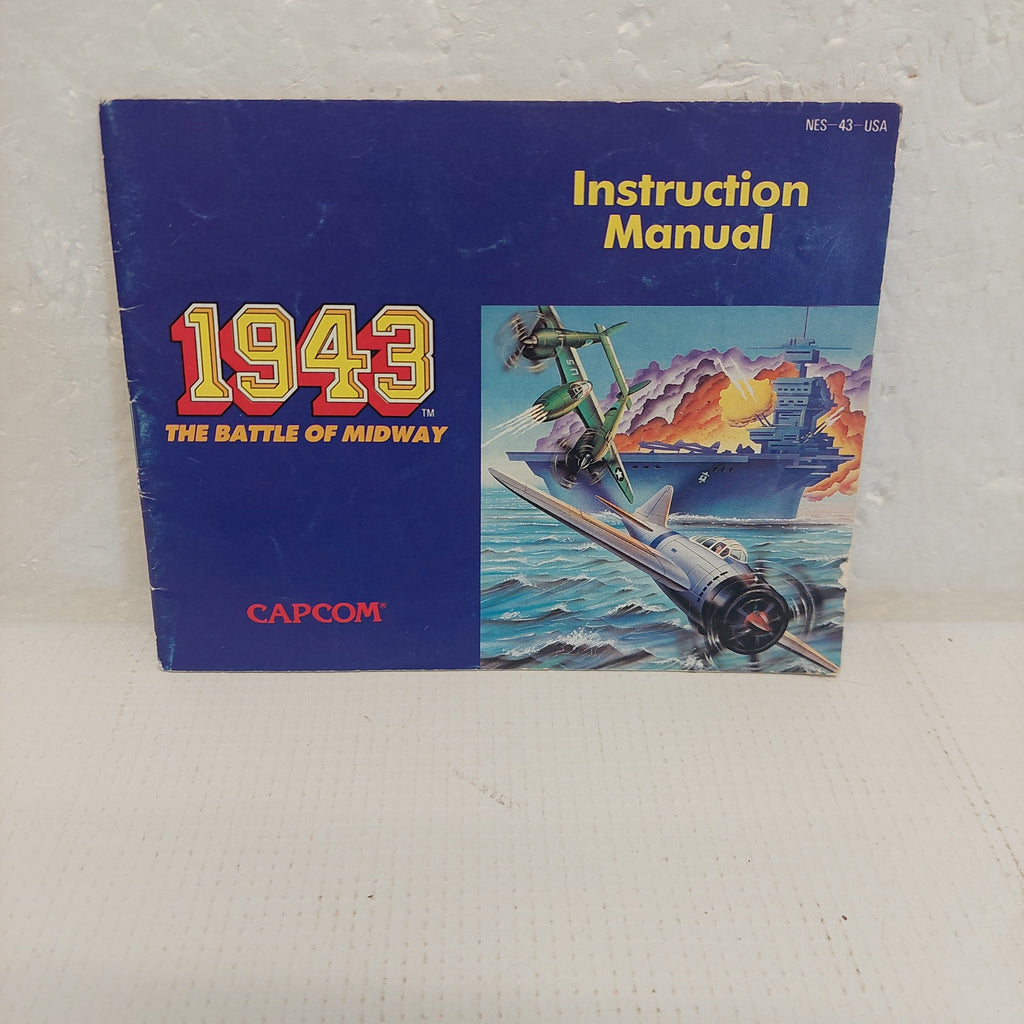 NES-43-USA
Instruction
Manual
1943
TM
THE BATTLE OF MIDWAY
CAPCOM®